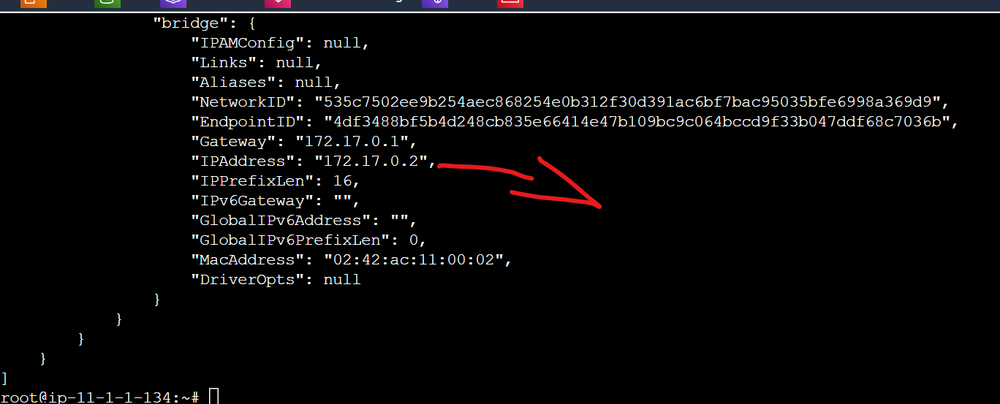 "bridge": {
"IPAMConfig": null,
"Links": null,
"Aliases": null,
"NetworkID": "535c7502ee9b254aec868254e0b312f30d391ac6bf7bac95035bfe6998a369d9",
"EndpointID": "4df3488bf5b4d248cb835e66414e47b109bc9c064bccd9f33b047ddf68c7036b",
"Gateway": "172.17.0.1",
"IPAddress": "172.17.0.2",
"IPPrefixLen": 16,
"IPv6Gateway": "",
"GlobalIPv6Address": "",
"GlobalIPv6PrefixLen": 0,
"MacAddress": "02:42:ac:11:00:02",
"DriverOpts": null
}
}
}
}
]
root@ip-11-1-1-134:~#